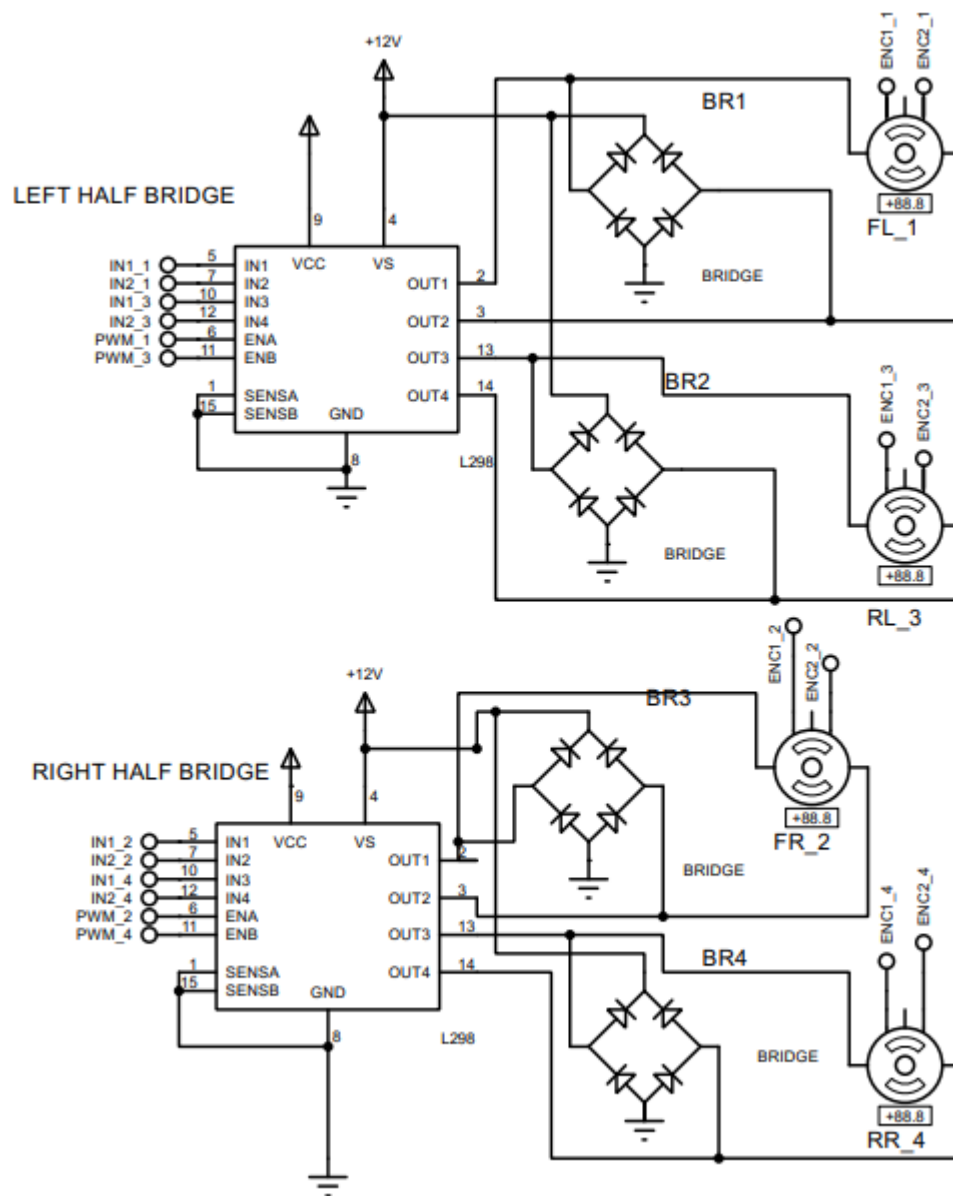 ENC1_1
ENC2_1
+12V
BR1
LEFT HALF BRIDGE
+88.8
FL_1
9
4
BRIDGE
IN1_1 5 IN1 VCC VS
IN2_1 7 IN2 OUT1 2
IN1_3 10 IN3
IN2_3 12 IN4 OUT2 3
PWM_1 6 ENA
PWM_3 11 ENB OUT3 13
BR2
ENC1_3
ENC2_3
1 SENSA OUT4 14
15 SENSB GND
8
L298
BRIDGE
+88.8
RL_3
ENC1_2
ENC2_2
+12V
BR3
RIGHT HALF BRIDGE
9
4
+88.8
FR_2
IN1_2 5 IN1 VCC VS
IN2_2 7 IN2 OUT1 2
BRIDGE
IN1_4 10 IN3
IN2_4 12 IN4 OUT2 3
PWM_2 6 ENA
PWM_4 11 ENB OUT3 13
ENC1_4
ENC2_4
BR4
1 SENSA OUT4 14
15 SENSB GND
8
L298
BRIDGE
+88.8
RR_4